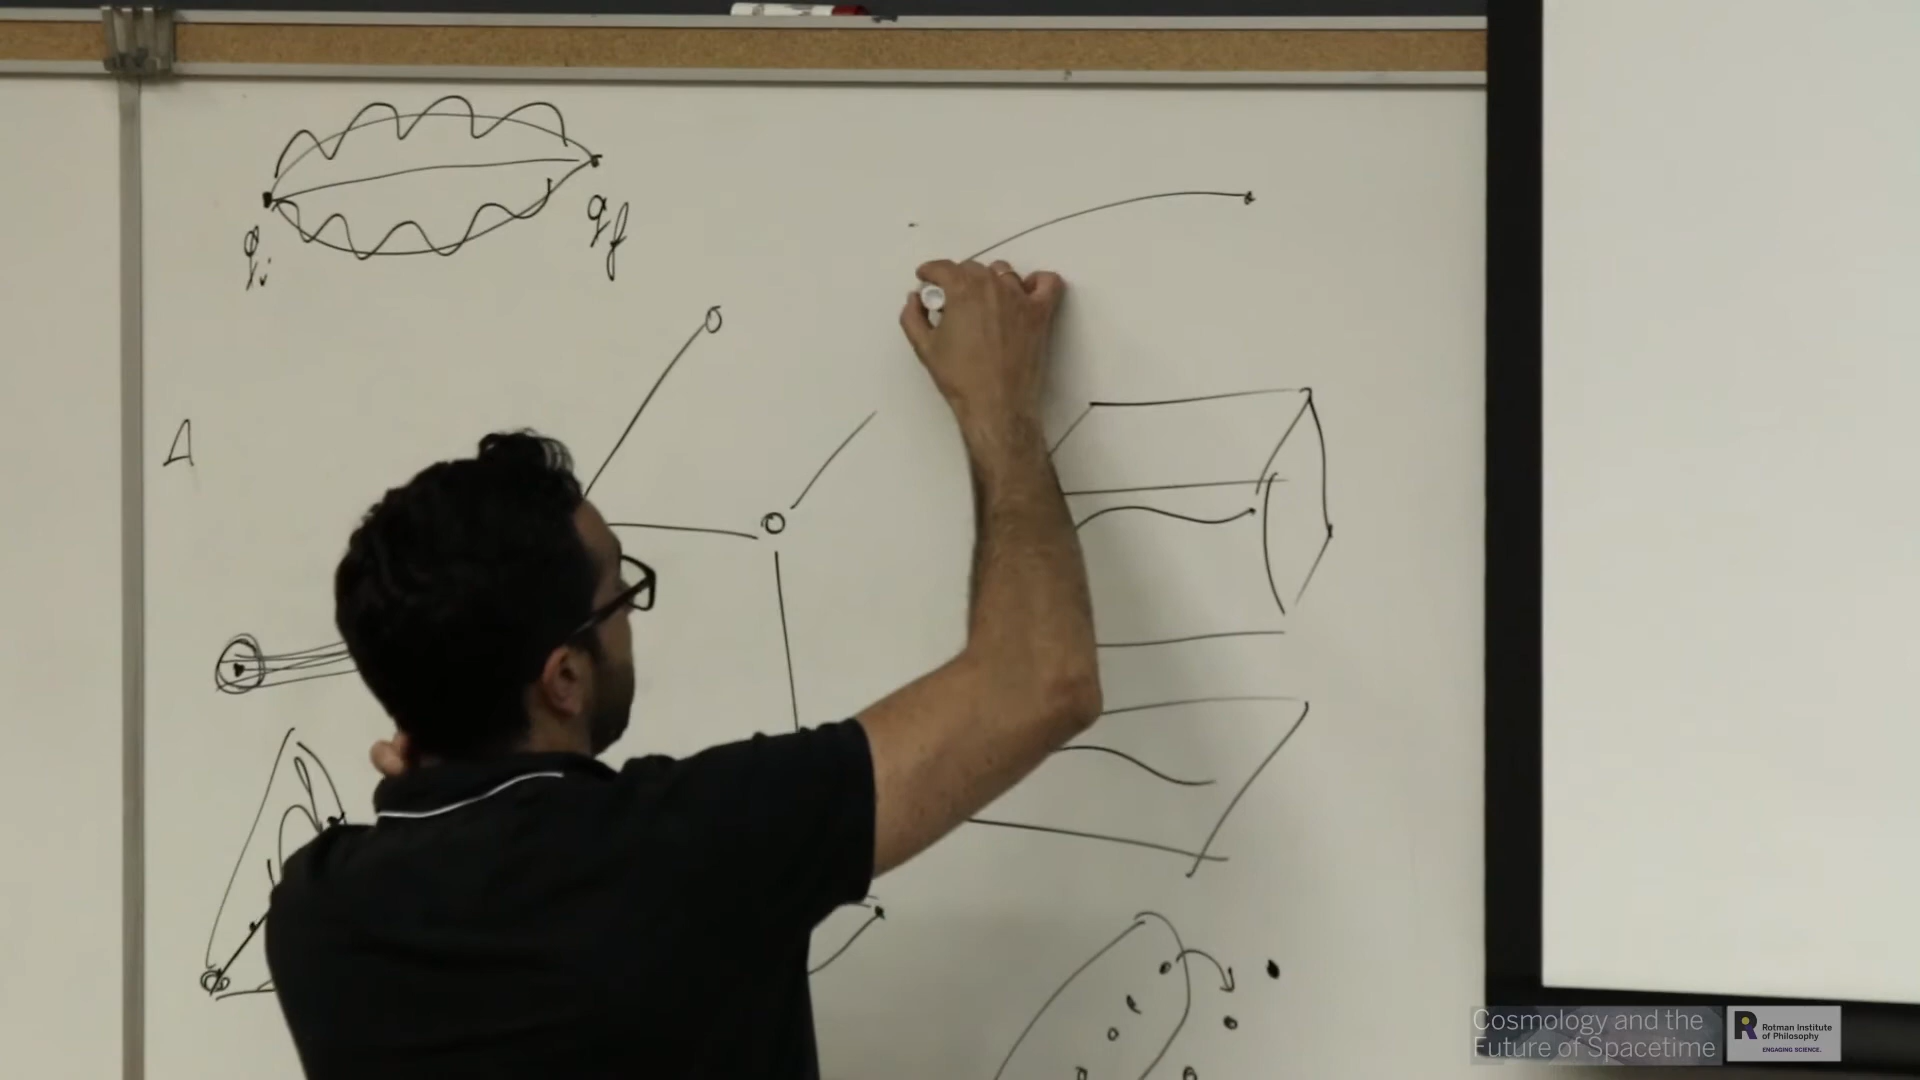 q_i
q_f
Δ
Cosmology and the
Future of Spacetime
R
Rotman Institute
of Philosophy
ENGAGING SCIENCE.